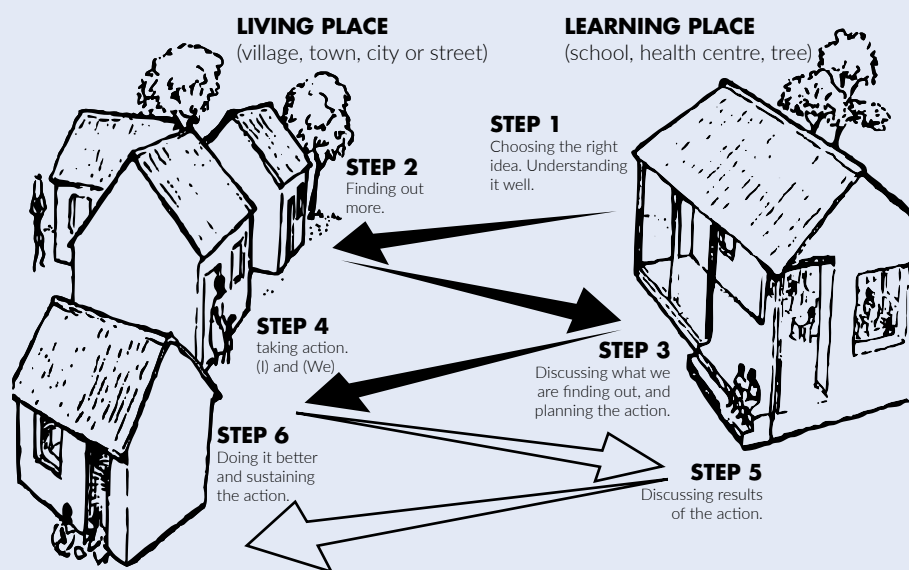 LIVING PLACE
(village, town, city or street)
LEARNING PLACE
(school, health centre, tree)
STEP 1
Choosing the right
idea. Understanding
it well.
STEP 2
Finding out
more.
STEP 3
Discussing what we
are finding out, and
planning the action.
STEP 4
taking action.
(I) and (We)
STEP 5
Discussing results
of the action.
STEP 6
Doing it better
and sustaining
the action.